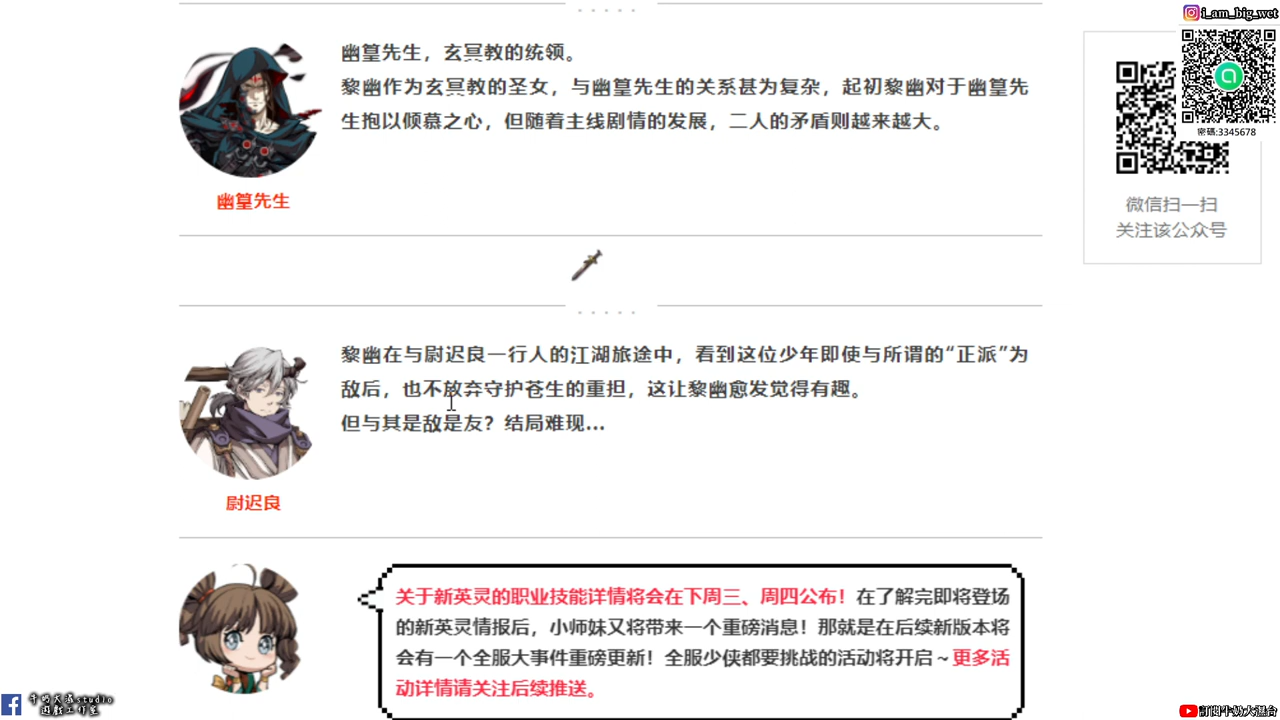 i_am_big_wet
幽篁先生，玄冥教的统领。
黎幽作为玄冥教的圣女，与幽篁先生的关系甚为复杂，起初黎幽对于幽篁先
生抱以倾慕之心，但随着主线剧情的发展，二人的矛盾则越来越大。
幽篁先生
密碼:3345678
微信扫一扫
关注该公众号
黎幽在与尉迟良一行人的江湖旅途中，看到这位少年即使与所谓的“正派”为
敌后，也不放弃守护苍生的重担，这让黎幽愈发觉得有趣。
但与其是敌是友？结局难现...
尉迟良
关于新英灵的职业技能详情将会在下周三、周四公布！在了解完即将登场
的新英灵情报后，小师妹又将带来一个重磅消息！那就是在后续新版本将
会有一个全服大事件重磅更新！全服少侠都要挑战的活动将开启～更多活
动详情请关注后续推送。
studio
遊戲工作室